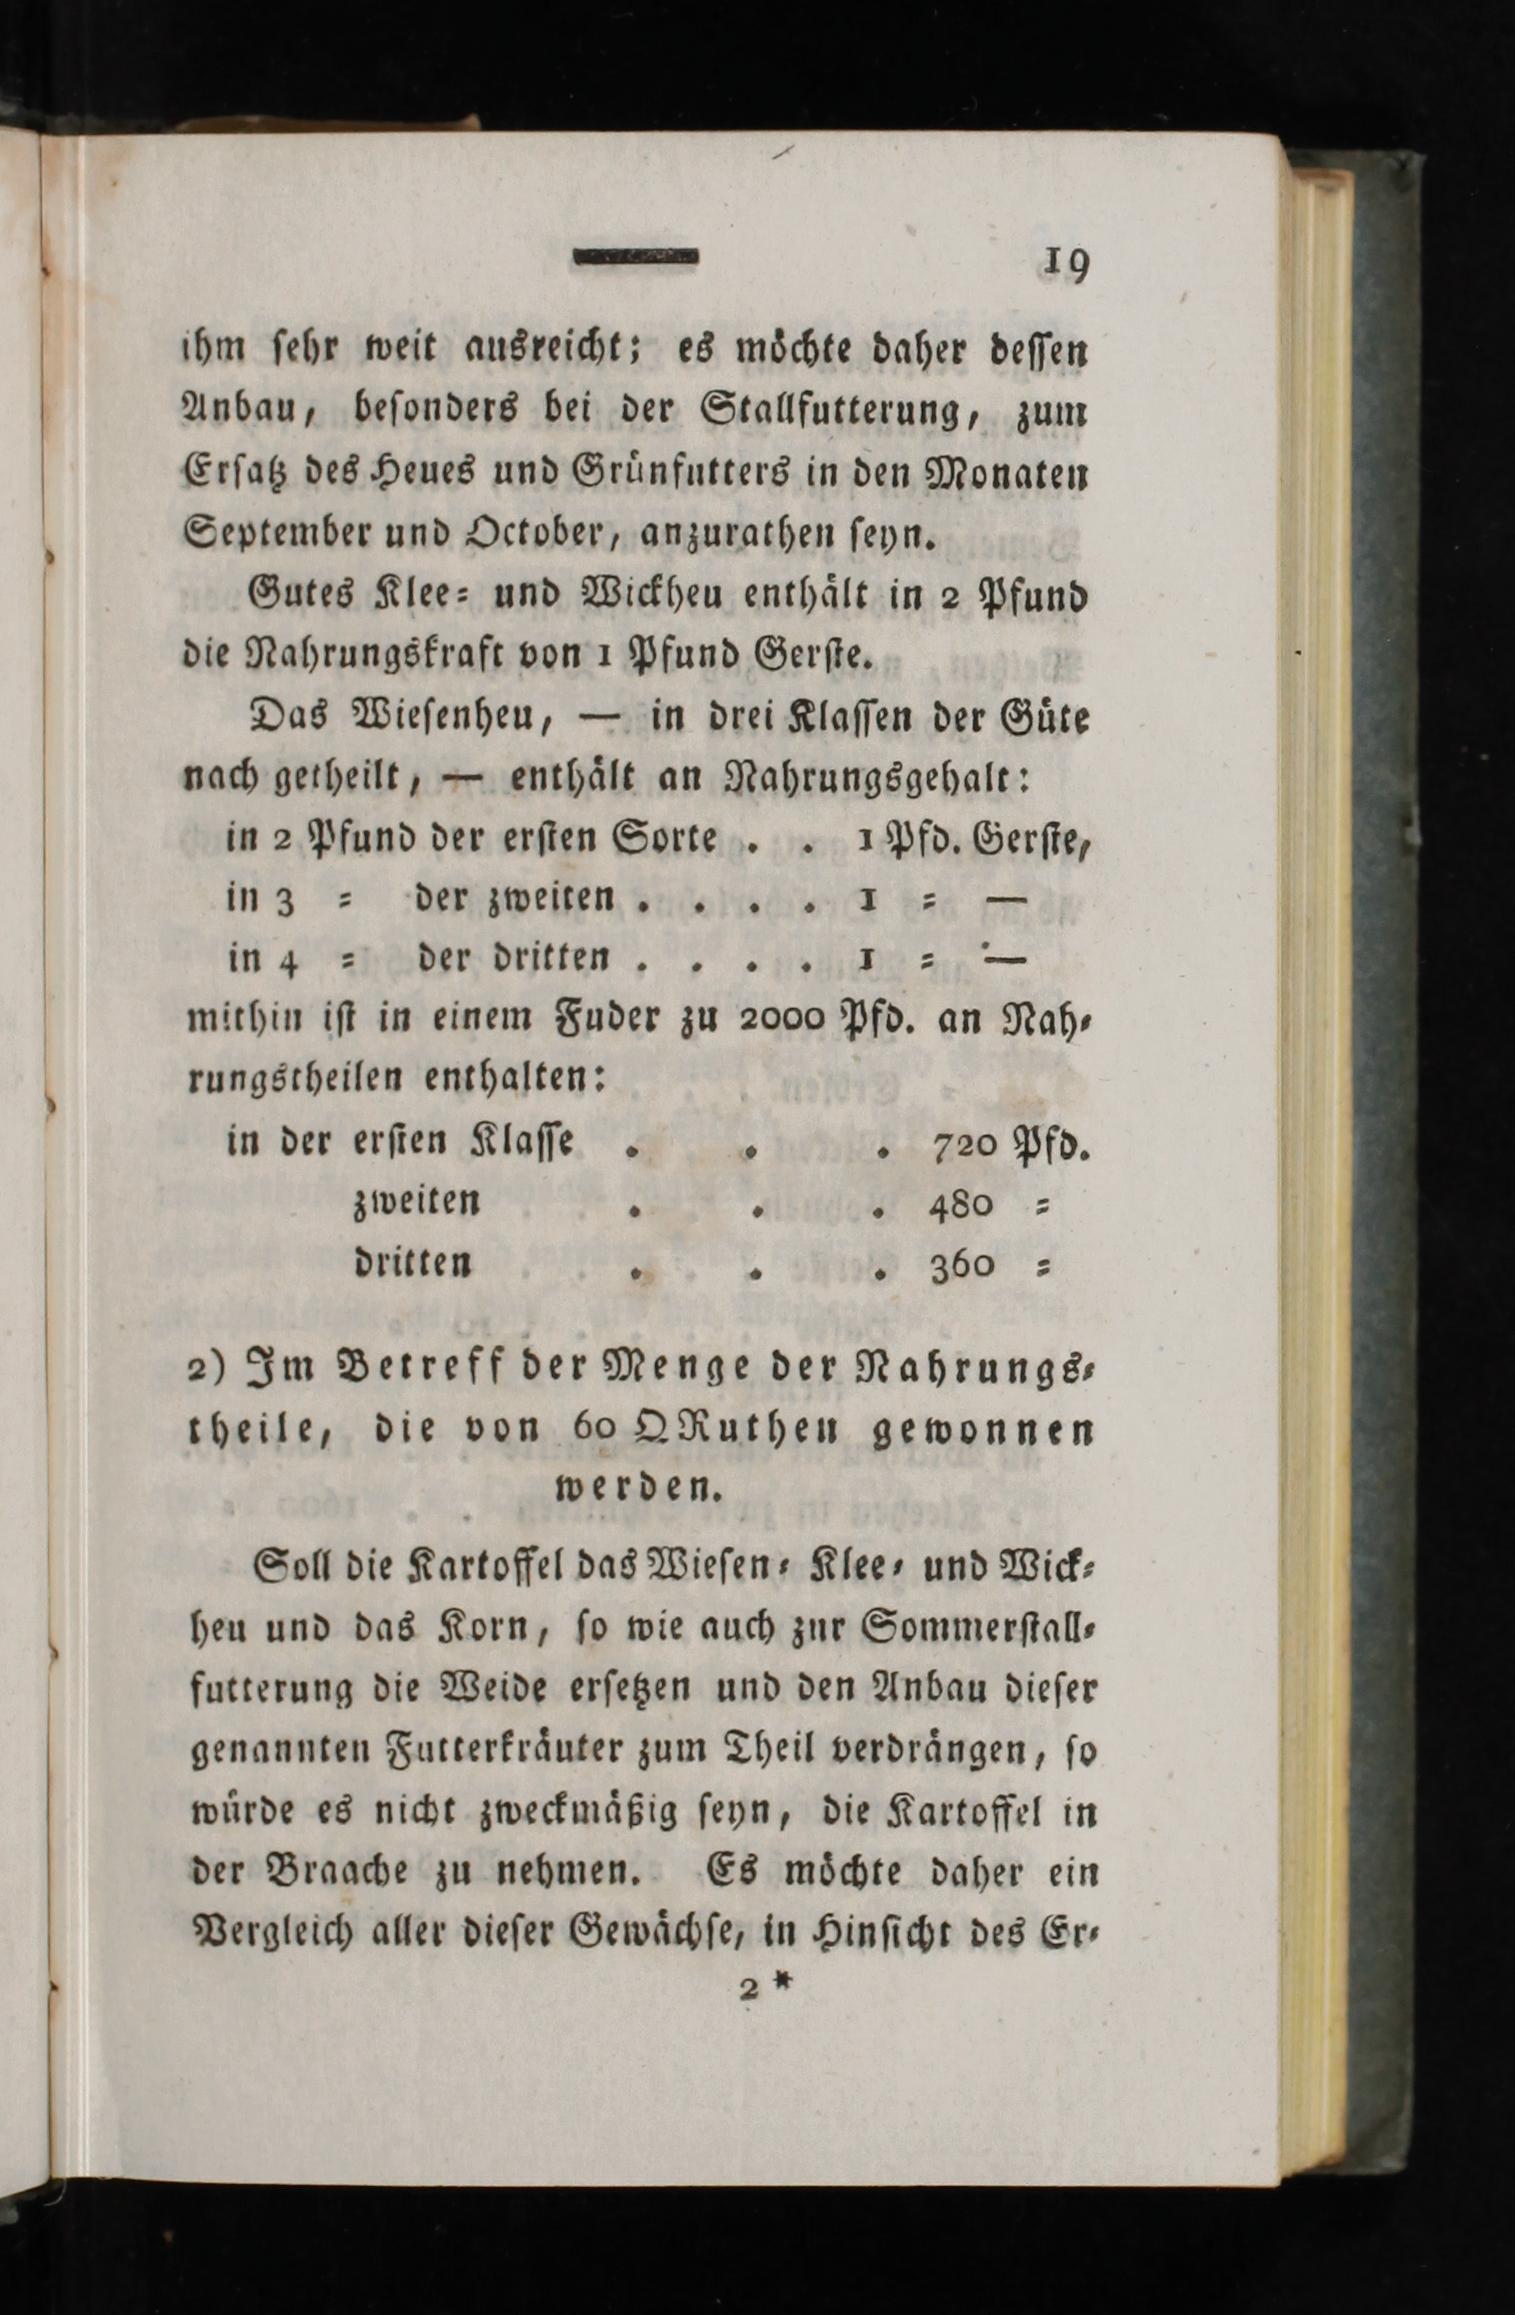 19
ihm ſehr weit ausreicht; es möchte daher deſſen
Anbau, beſonders bei der Stallfutterung, zum
Erſatz des Heues und Grünfutters in den Monaten
September und October, anzurathen ſeyn.
Gutes Klee= und Wickheu enthält in 2 Pfund
die Nahrungskraft von 1 Pfund Gerſte.
Das Wieſenheu, — in drei Klaſſen der Güte
nach getheilt, — enthält an Nahrungsgehalt:
in 2 Pfund der erſten Sorte . . 1 Pfd. Gerſte,
in 3 = der zweiten . . . . 1 = —
in 4 = der dritten . . . . 1 = —
mithin iſt in einem Fuder zu 2000 Pfd. an Nah=
rungstheilen enthalten:
in der erſten Klaſſe . . . 720 Pfd.
zweiten . . . 480 =
dritten . . . 360 =
2) Im Betreff der Menge der Nahrungs=
theile, die von 60 QRuthen gewonnen
werden.
Soll die Kartoffel das Wieſen= Klee= und Wick=
heu und das Korn, ſo wie auch zur Sommerſtall=
futterung die Weide erſetzen und den Anbau dieſer
genannten Futterkräuter zum Theil verdrängen, ſo
würde es nicht zweckmäßig ſeyn, die Kartoffel in
der Braache zu nehmen. Es möchte daher ein
Vergleich aller dieſer Gewächſe, in Hinſicht des Er=
2 *